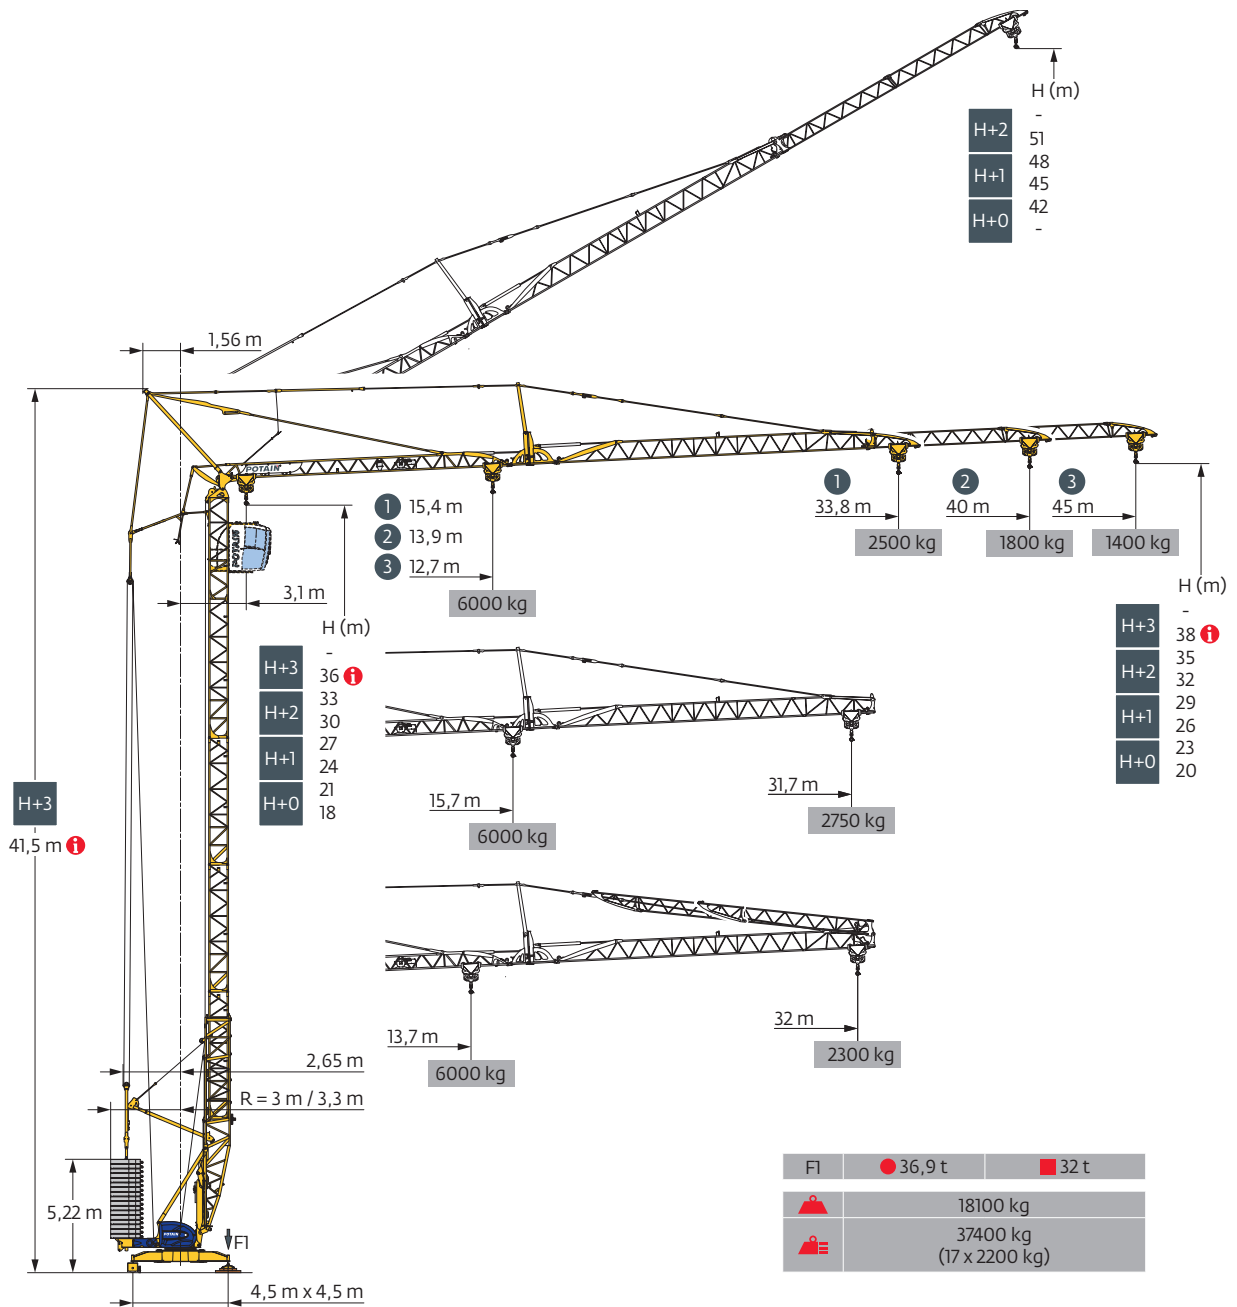 H (m)
H+2
-
51
H+1
48
45
H+0
42
-
1,56 m
POTAIN
POTAIN
1 15,4 m
2 13,9 m
3 12,7 m
6000 kg
1
33,8 m
2500 kg
2
40 m
1800 kg
3
45 m
1400 kg
3,1 m
H (m)
H+3
-
36 i
H+2
33
30
H+1
27
24
H+0
21
18
H (m)
H+3
-
38 i
H+2
35
32
H+1
29
26
H+0
23
20
15,7 m
6000 kg
31,7 m
2750 kg
H+3
41,5 m i
13,7 m
6000 kg
32 m
2300 kg
2,65 m
R = 3 m / 3,3 m
5,22 m
POTAIN
F1
4,5 m x 4,5 m
F1 36,9 t 32 t
18100 kg
37400 kg
(17 x 2200 kg)